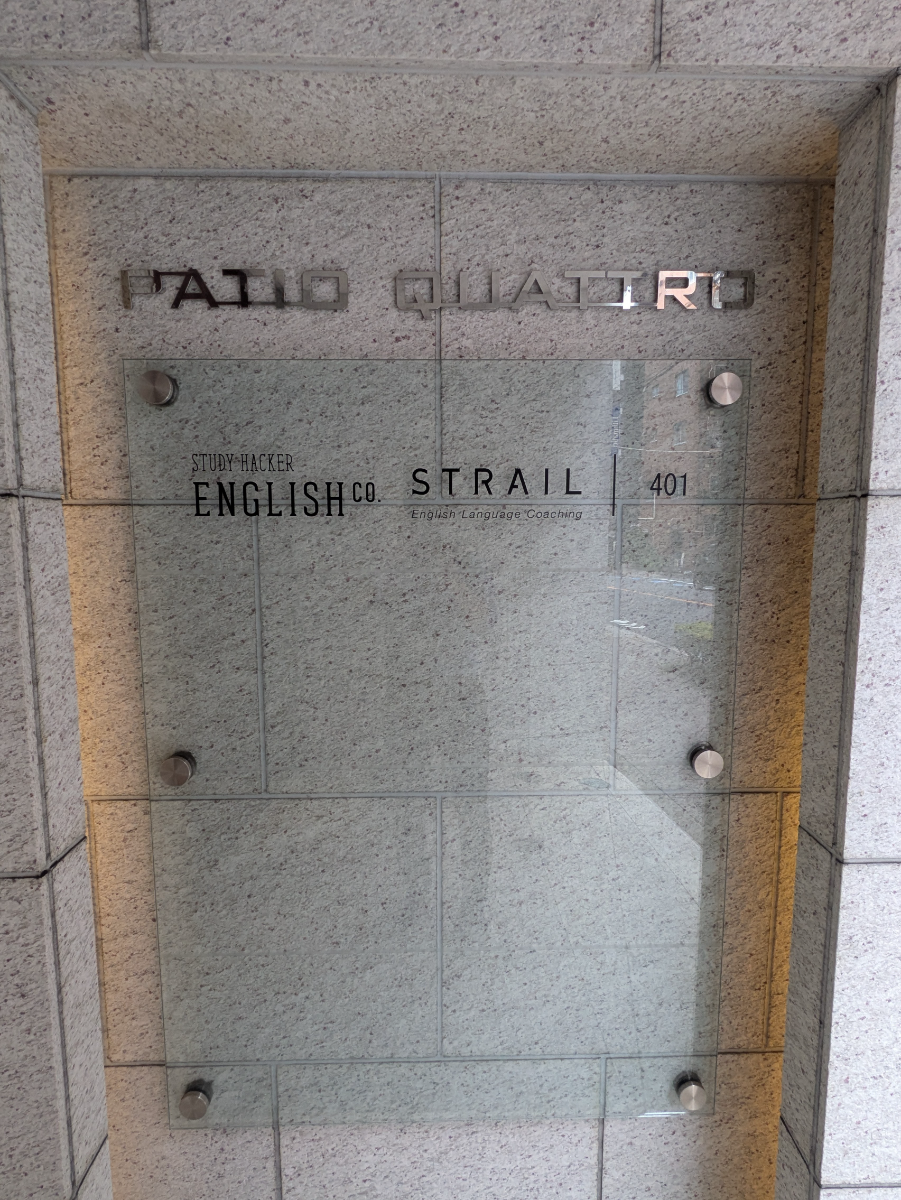 PATIO QUATTRO
STUDY HACKER
ENGLISH CO.
STRAIL
English Language Coaching
401